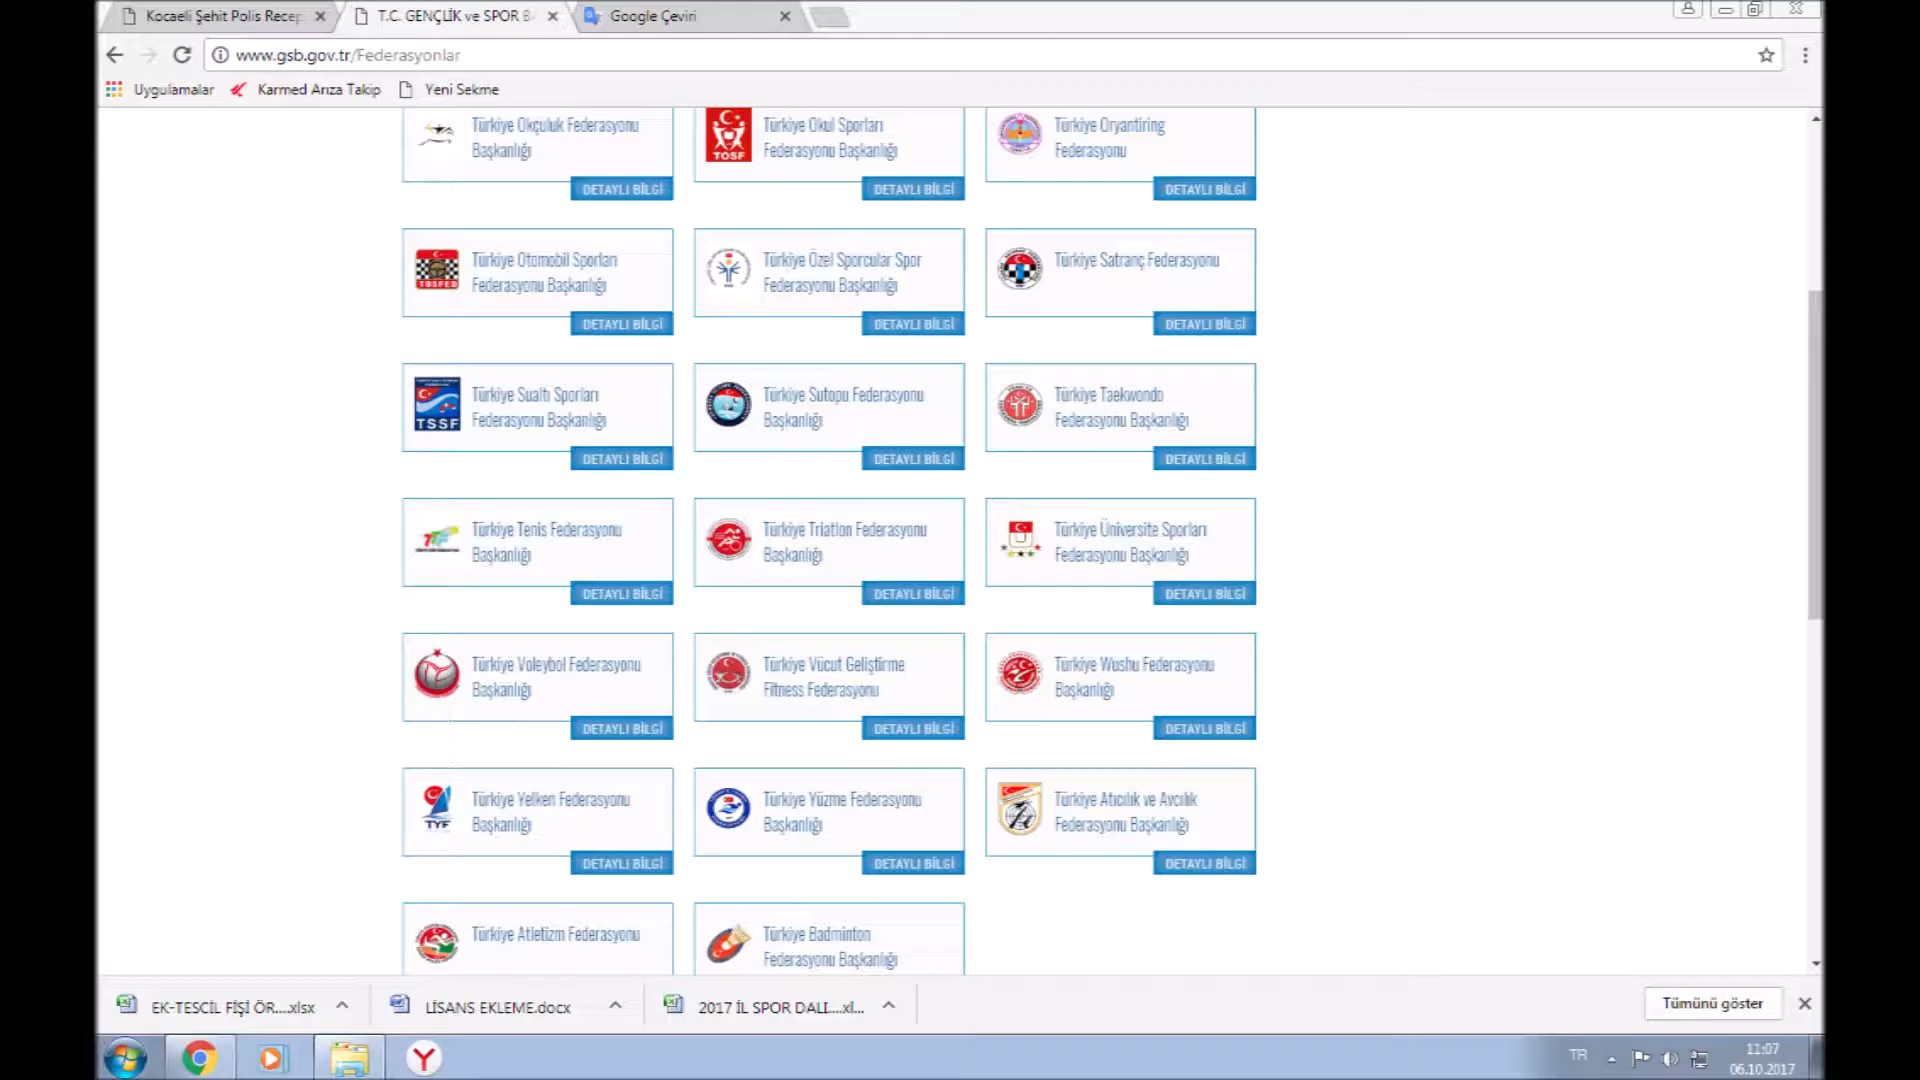 Kocaeli Şehit Polis Recep
T.C. GENÇLİK ve SPOR B
Google Çeviri
www.gsb.gov.tr/Federasyonlar
Uygulamalar
Karmed Arıza Takip
Yeni Sekme
Türkiye Okçuluk Federasyonu
Başkanlığı
DETAYLI BİLGİ
TOSF
Türkiye Okul Sporları
Federasyonu Başkanlığı
DETAYLI BİLGİ
Türkiye Oryantiring
Federasyonu
DETAYLI BİLGİ
TOSFED
Türkiye Otomobil Sporları
Federasyonu Başkanlığı
DETAYLI BİLGİ
Türkiye Özel Sporcular Spor
Federasyonu Başkanlığı
DETAYLI BİLGİ
Türkiye Satranç Federasyonu
DETAYLI BİLGİ
TSSF
Türkiye Sualtı Sporları
Federasyonu Başkanlığı
DETAYLI BİLGİ
Türkiye Sutopu Federasyonu
Başkanlığı
DETAYLI BİLGİ
Türkiye Taekwondo
Federasyonu Başkanlığı
DETAYLI BİLGİ
Türkiye Tenis Federasyonu
Başkanlığı
DETAYLI BİLGİ
Türkiye Triatlon Federasyonu
Başkanlığı
DETAYLI BİLGİ
Türkiye Üniversite Sporları
Federasyonu Başkanlığı
DETAYLI BİLGİ
Türkiye Voleybol Federasyonu
Başkanlığı
DETAYLI BİLGİ
Türkiye Vücut Geliştirme
Fitness Federasyonu
DETAYLI BİLGİ
Türkiye Wushu Federasyonu
Başkanlığı
DETAYLI BİLGİ
TYF
Türkiye Yelken Federasyonu
Başkanlığı
DETAYLI BİLGİ
Türkiye Yüzme Federasyonu
Başkanlığı
DETAYLI BİLGİ
Türkiye Atıcılık ve Avcılık
Federasyonu Başkanlığı
DETAYLI BİLGİ
Türkiye Atletizm Federasyonu
Türkiye Badminton
Federasyonu Başkanlığı
EK-TESCİL FİŞİ ÖR....xlsx
LİSANS EKLEME.docx
2017 İL SPOR DALI....xl...
Tümünü göster
TR
11:07
06.10.2017